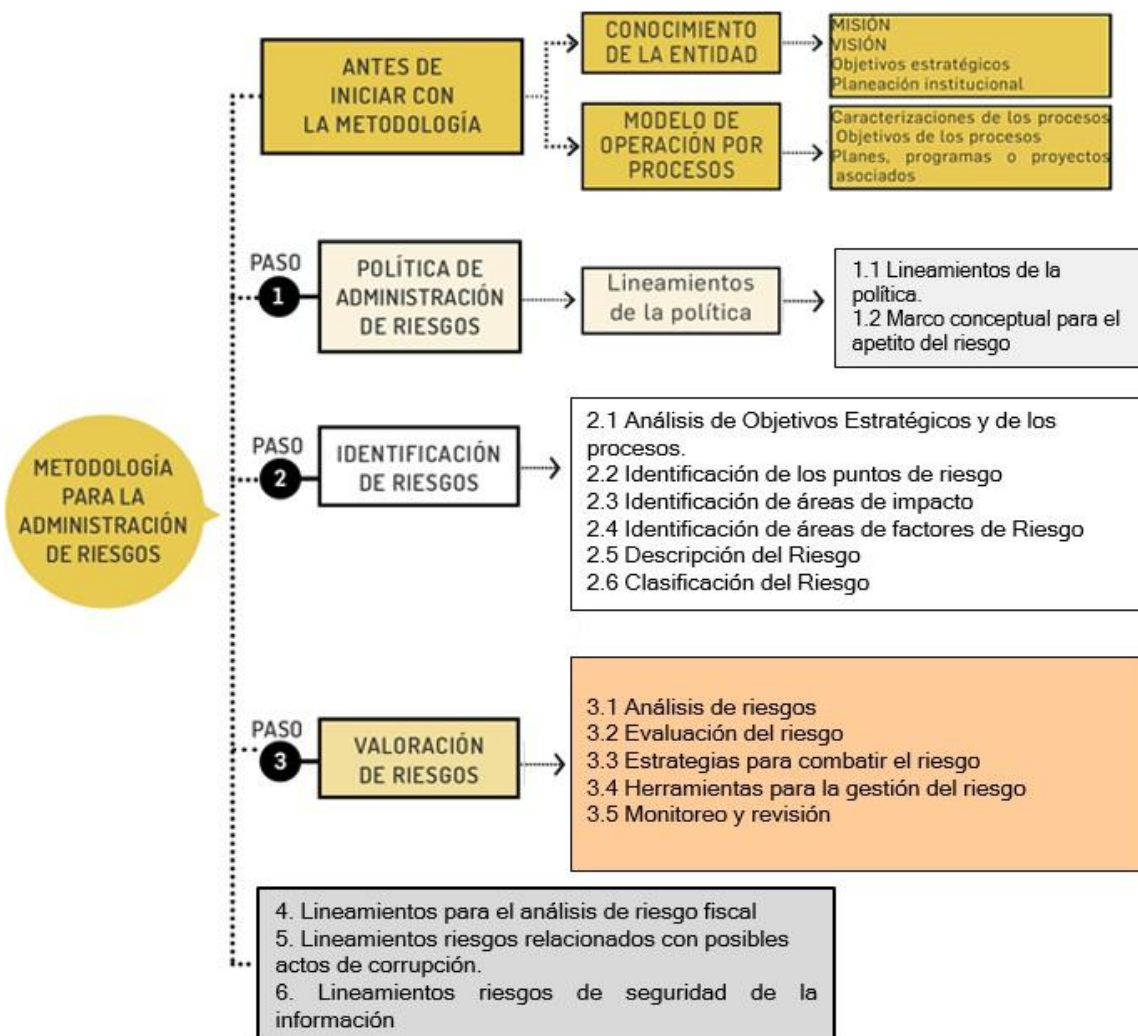 ANTES DE
INICIAR CON
LA METODOLOGÍA
CONOCIMIENTO
DE LA ENTIDAD
MISIÓN
VISIÓN
Objetivos estratégicos
Planeación institucional
MODELO DE
OPERACIÓN POR
PROCESOS
Caracterizaciones de los procesos
Objetivos de los procesos
Planes, programas o proyectos
asociados
PASO
1
POLÍTICA DE
ADMINISTRACIÓN
DE RIESGOS
Lineamientos
de la política
1.1 Lineamientos de la
política.
1.2 Marco conceptual para el
apetito del riesgo
METODOLOGÍA
PARA LA
ADMINISTRACIÓN
DE RIESGOS
PASO
2
IDENTIFICACIÓN
DE RIESGOS
2.1 Análisis de Objetivos Estratégicos y de los
procesos.
2.2 Identificación de los puntos de riesgo
2.3 Identificación de áreas de impacto
2.4 Identificación de áreas de factores de Riesgo
2.5 Descripción del Riesgo
2.6 Clasificación del Riesgo
PASO
3
VALORACIÓN
DE RIESGOS
3.1 Análisis de riesgos
3.2 Evaluación del riesgo
3.3 Estrategias para combatir el riesgo
3.4 Herramientas para la gestión del riesgo
3.5 Monitoreo y revisión
4. Lineamientos para el análisis de riesgo fiscal
5. Lineamientos riesgos relacionados con posibles
actos de corrupción.
6. Lineamientos riesgos de seguridad de la
información